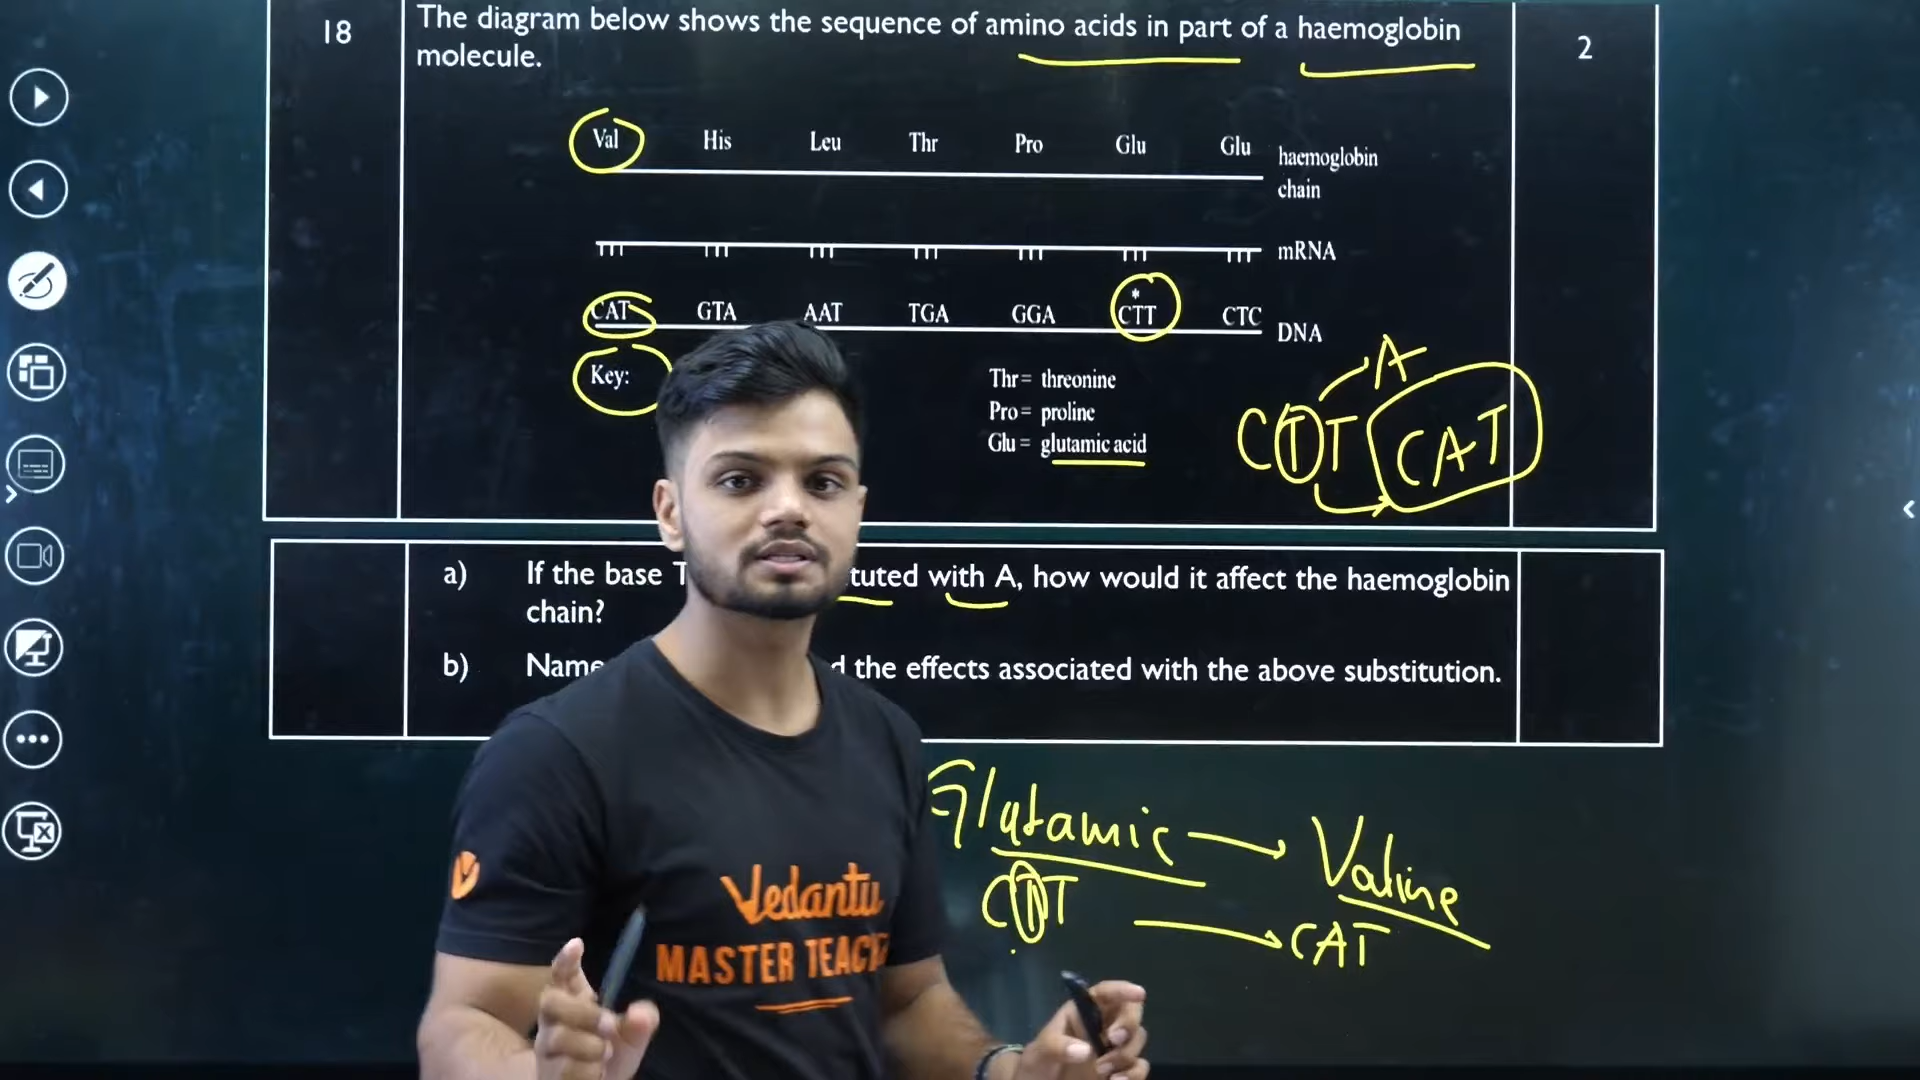 18
The diagram below shows the sequence of amino acids in part of a haemoglobin
molecule.
2
Val His Leu Thr Pro Glu Glu
haemoglobin
chain
mRNA
*
CAT GTA AAT TGA GGA CTT CTC
DNA
Key:
Thr= threonine
Pro= proline
Glu= glutamic acid
A
CTT CAT
a) If the base T tuted with A, how would it affect the haemoglobin
chain?
b) Name d the effects associated with the above substitution.
Glutamic → Valine
CTT → CAT
Vedantu
MASTER TEAC